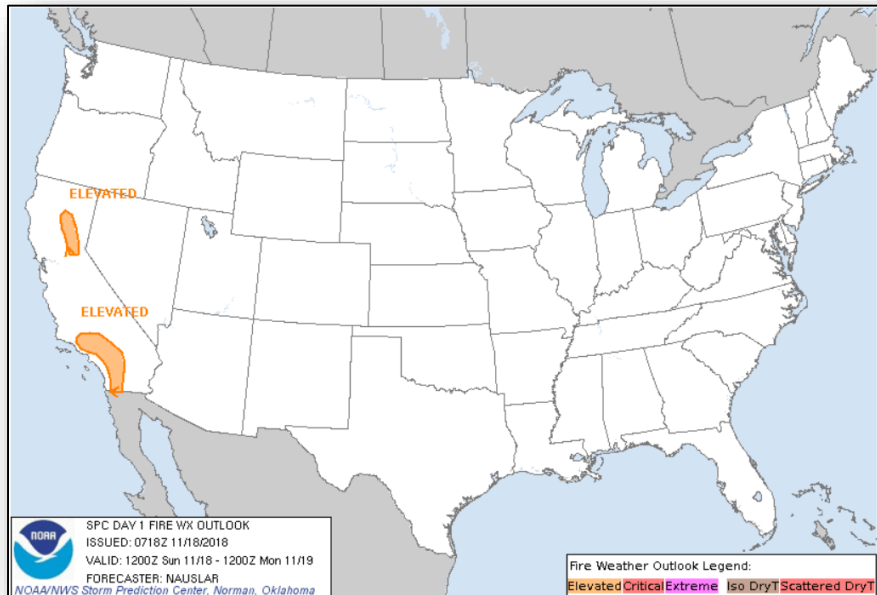 ELEVATED
ELEVATED
NOAA
SPC DAY 1 FIRE WX OUTLOOK
ISSUED: 0718Z 11/18/2018
VALID: 1200Z Sun 11/18 - 1200Z Mon 11/19
FORECASTER: NAUSLAR
NOAA/NWS Storm Prediction Center, Norman, Oklahoma
Fire Weather Outlook Legend:
Elevated Critical Extreme Iso DryT Scattered DryT